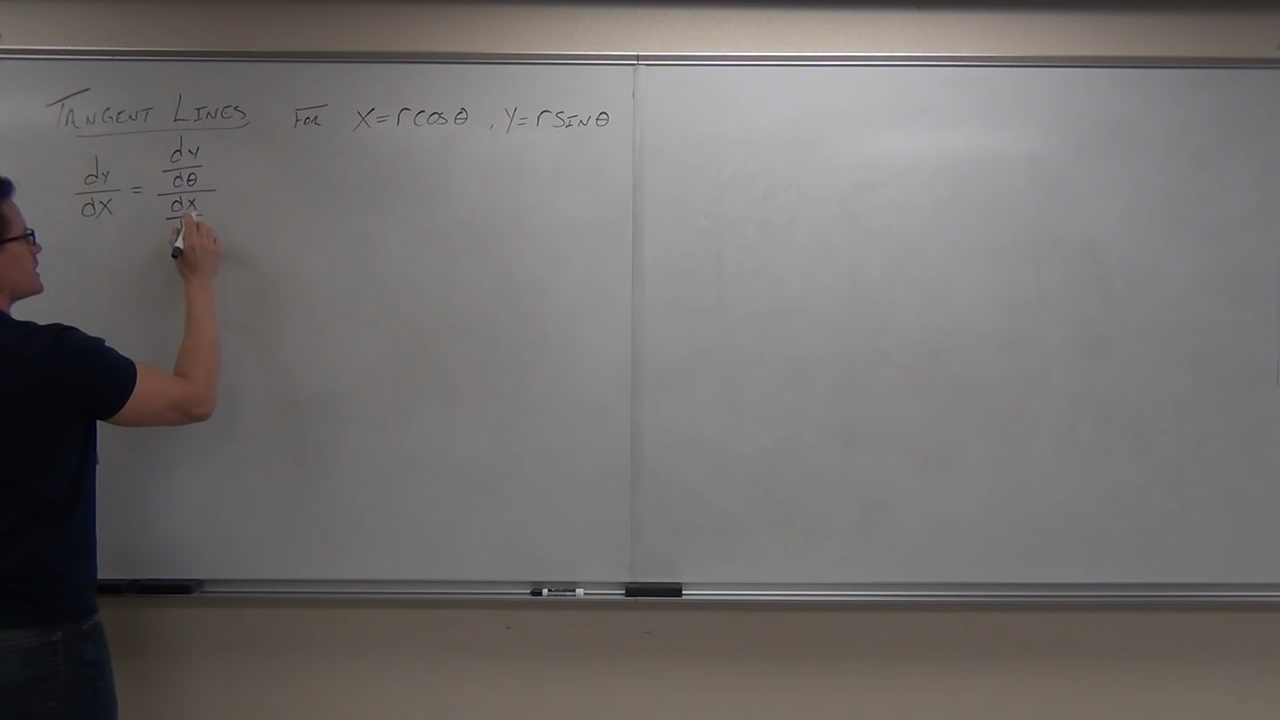 TANGENT LINES FOR X=rcosθ , Y=rSINθ
dy/dx = dy/dθ / dx/